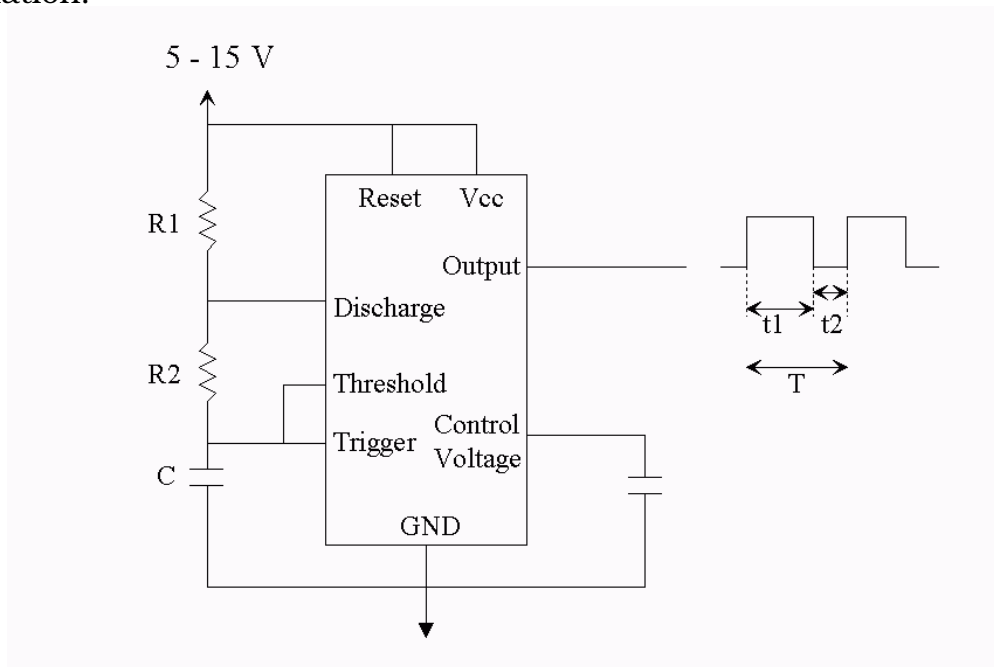 5 - 15 V
Reset Vcc
R1
Output
Discharge
t1 t2
R2
Threshold
T
Control
Trigger
Voltage
C
GND